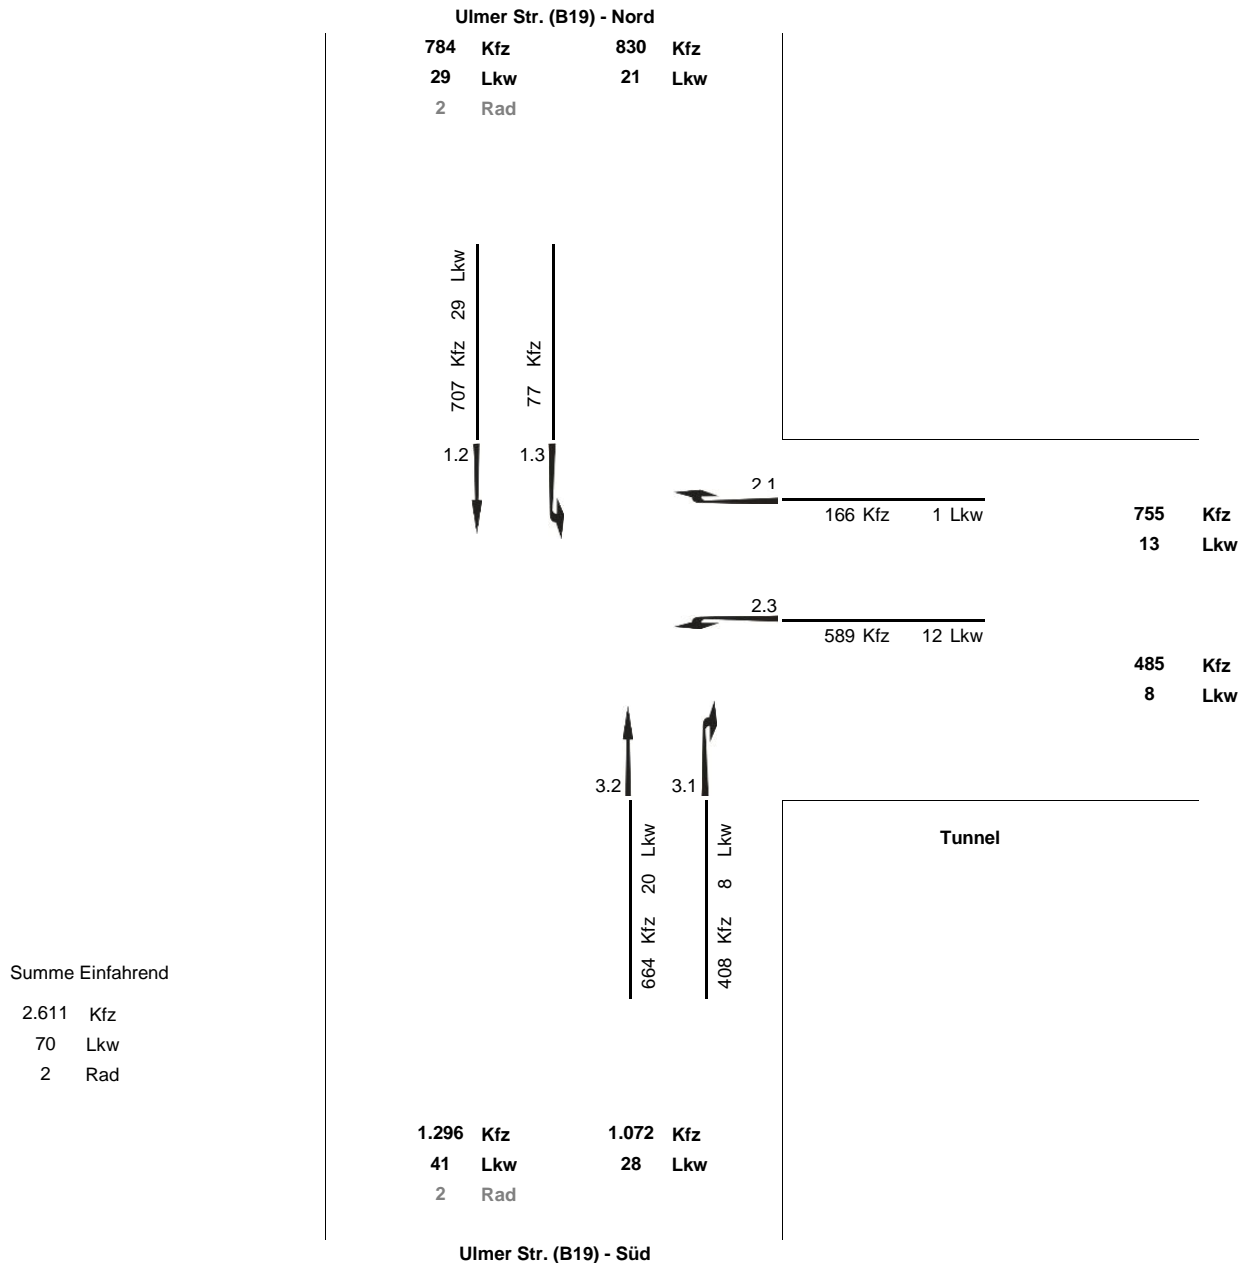 Ulmer Str. (B19) - Nord
784 Kfz 830 Kfz
29 Lkw 21 Lkw
2 Rad
707 Kfz 29 Lkw
77 Kfz
1.2
1.3
2.1
166 Kfz 1 Lkw
755 Kfz
13 Lkw
2.3
589 Kfz 12 Lkw
485 Kfz
8 Lkw
3.2
3.1
664 Kfz 20 Lkw
408 Kfz 8 Lkw
Tunnel
Summe Einfahrend
2.611 Kfz
70 Lkw
2 Rad
1.296 Kfz 1.072 Kfz
41 Lkw 28 Lkw
2 Rad
Ulmer Str. (B19) - Süd